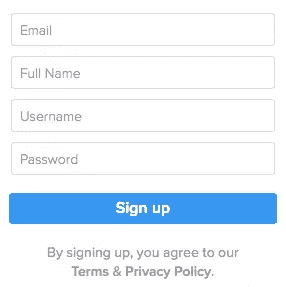 Email
Full Name
Username
Password
Sign up
By signing up, you agree to our
Terms & Privacy Policy.